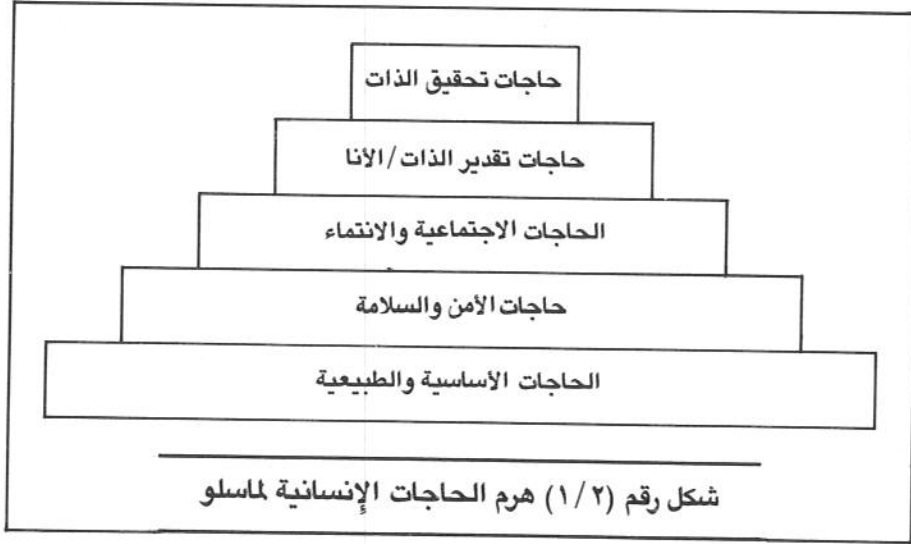 حاجات تحقيق الذات
حاجات تقدير الذات/الأنا
الحاجات الاجتماعية والانتماء
حاجات الأمن والسلامة
الحاجات الأساسية والطبيعية
شكل رقم (٢/١) هرم الحاجات الإنسانية لماسلو